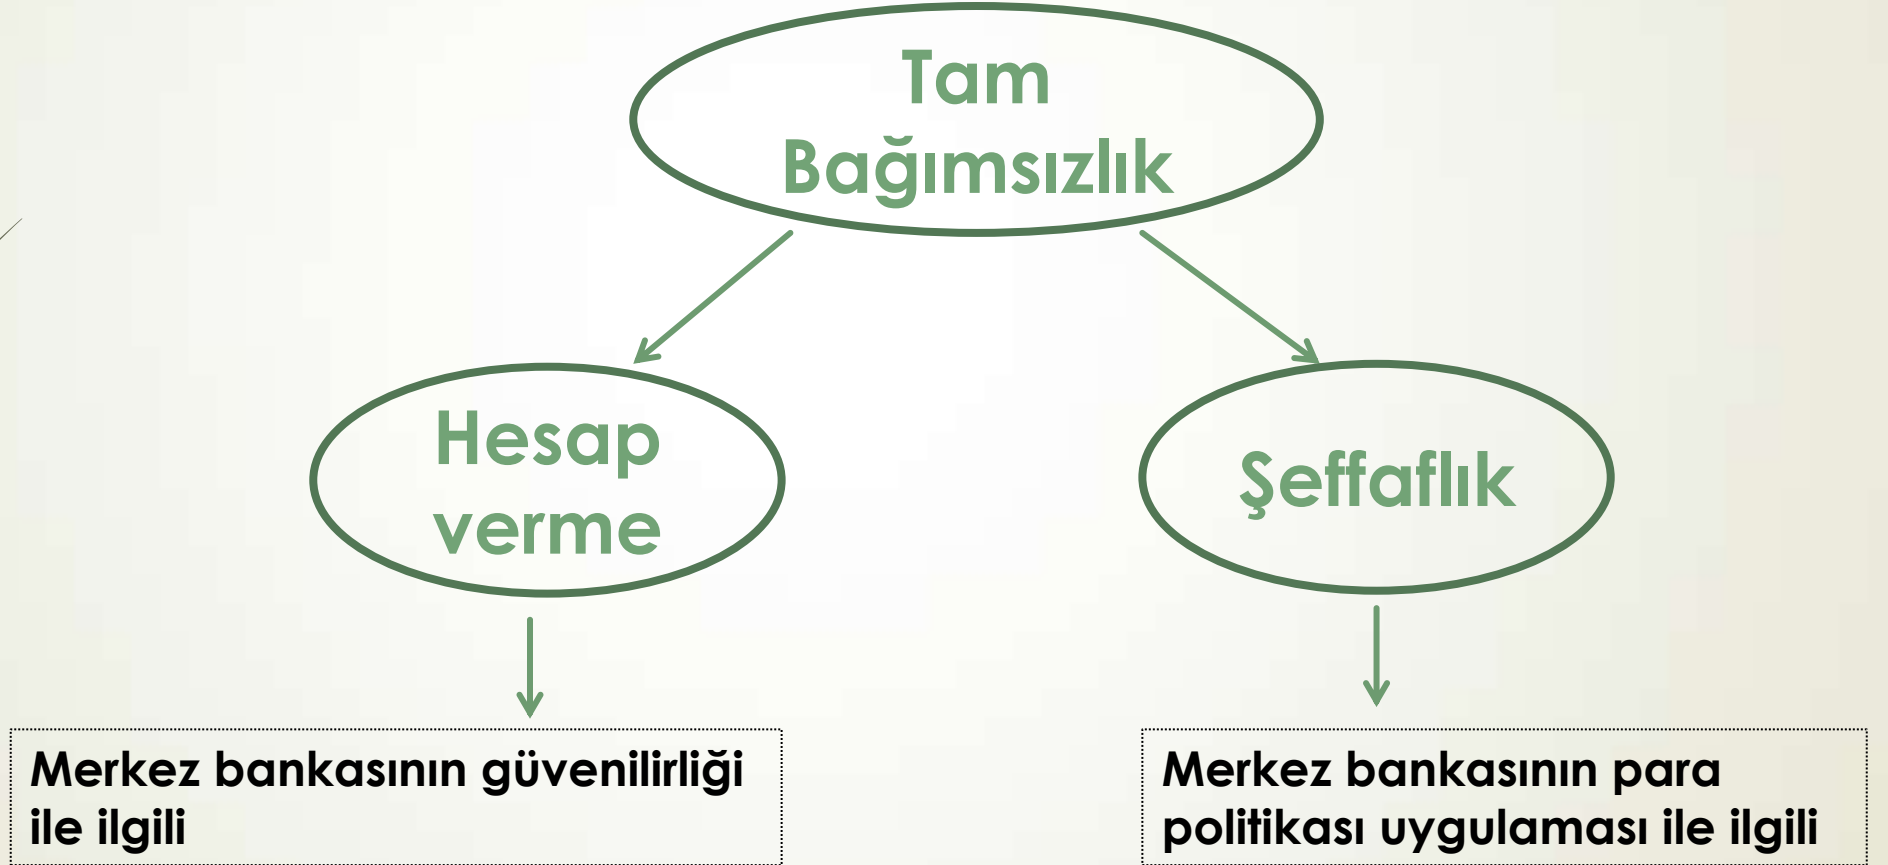 Tam
Bağımsızlık
Hesap
verme
Şeffaflık
Merkez bankasının güvenilirliği
ile ilgili
Merkez bankasının para
politikası uygulaması ile ilgili